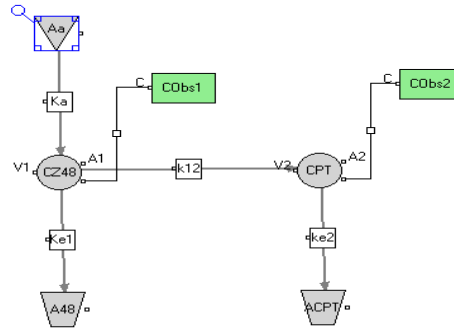 Aa
Ka
C
CObs1
C
CObs2
V1
CZ48
A1
k12
V2
CPT
A2
Ke1
ke2
A48
ACPT